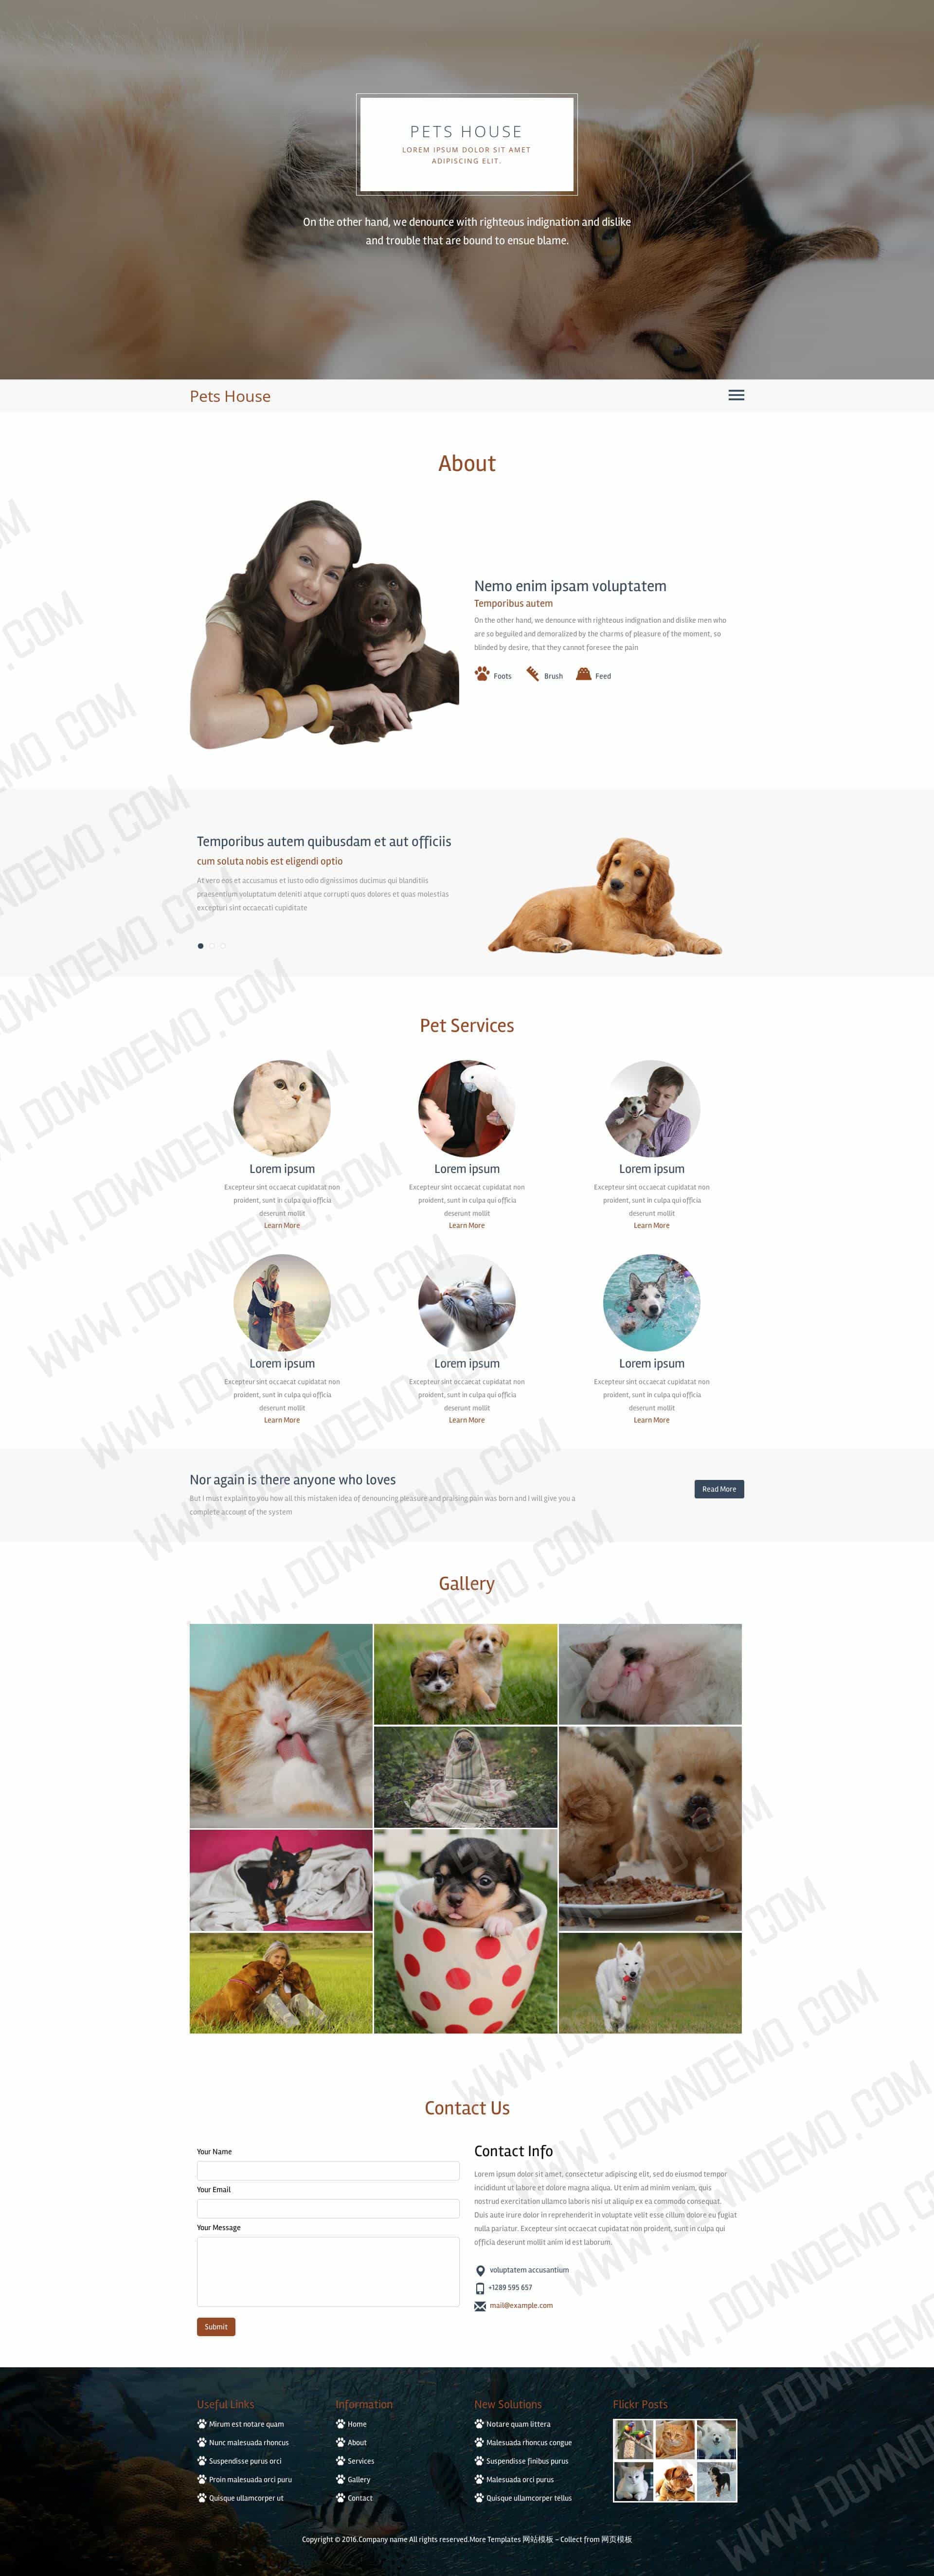 PETS HOUSE
LOREM IPSUM DOLOR SIT AMET
ADIPISCING ELIT.
On the other hand, we denounce with righteous indignation and dislike
and trouble that are bound to ensue blame.
Pets House
About
Nemo enim ipsam voluptatem
Temporibus autem
On the other hand, we denounce with righteous indignation and dislike men who
are so beguiled and demoralized by the charms of pleasure of the moment, so
blinded by desire, that they cannot foresee the pain
Foots Brush Feed
Temporibus autem quibusdam et aut officiis
cum soluta nobis est eligendi optio
At vero eos et accusamus et iusto odio dignissimos ducimus qui blanditiis
praesentium voluptatum deleniti atque corrupti quos dolores et quas molestias
excepturi sint occaecati cupiditate
Pet Services
Lorem ipsum
Excepteur sint occaecat cupidatat non
proident, sunt in culpa qui officia
deserunt mollit
Learn More
Lorem ipsum
Excepteur sint occaecat cupidatat non
proident, sunt in culpa qui officia
deserunt mollit
Learn More
Lorem ipsum
Excepteur sint occaecat cupidatat non
proident, sunt in culpa qui officia
deserunt mollit
Learn More
Lorem ipsum
Excepteur sint occaecat cupidatat non
proident, sunt in culpa qui officia
deserunt mollit
Learn More
Lorem ipsum
Excepteur sint occaecat cupidatat non
proident, sunt in culpa qui officia
deserunt mollit
Learn More
Lorem ipsum
Excepteur sint occaecat cupidatat non
proident, sunt in culpa qui officia
deserunt mollit
Learn More
Nor again is there anyone who loves
But I must explain to you how all this mistaken idea of denouncing pleasure and praising pain was born and I will give you a
complete account of the system
Read More
Gallery
Contact Us
Your Name
Your Email
Your Message
Submit
Contact Info
Lorem ipsum dolor sit amet, consectetur adipiscing elit, sed do eiusmod tempor
incididunt ut labore et dolore magna aliqua. Ut enim ad minim veniam, quis
nostrud exercitation ullamco laboris nisi ut aliquip ex ea commodo consequat.
Duis aute irure dolor in reprehenderit in voluptate velit esse cillum dolore eu fugiat
nulla pariatur. Excepteur sint occaecat cupidatat non proident, sunt in culpa qui
officia deserunt mollit anim id est laborum.
voluptatem accusantium
+1289 595 657
mail@example.com
Useful Links
Mirum est notare quam
Nunc malesuada rhoncus
Suspendisse purus orci
Proin malesuada orci puru
Quisque ullamcorper ut
Information
Home
About
Services
Gallery
Contact
New Solutions
Notare quam littera
Malesuada rhoncus congue
Suspendisse finibus purus
Malesuada orci purus
Quisque ullamcorper tellus
Flickr Posts
Copyright © 2016.Company name All rights reserved.More Templates 网站模板 - Collect from 网页模板
WWW.DOWNDEMO.COM